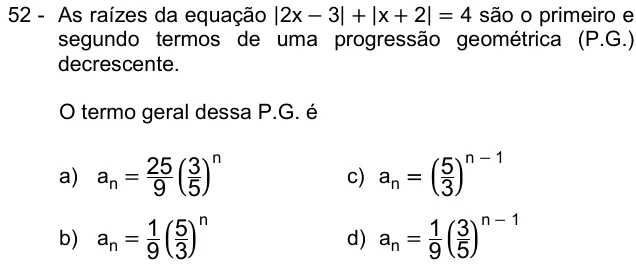 52 - As raízes da equação |2x – 3| + |x + 2| = 4 são o primeiro e
segundo termos de uma progressão geométrica (P.G.)
decrescente.
O termo geral dessa P.G. é
a) aₙ = 25/9 (3/5)ⁿ
c) aₙ = (5/3)ⁿ ⁻ ¹
b) aₙ = 1/9 (5/3)ⁿ
d) aₙ = 1/9 (3/5)ⁿ ⁻ ¹